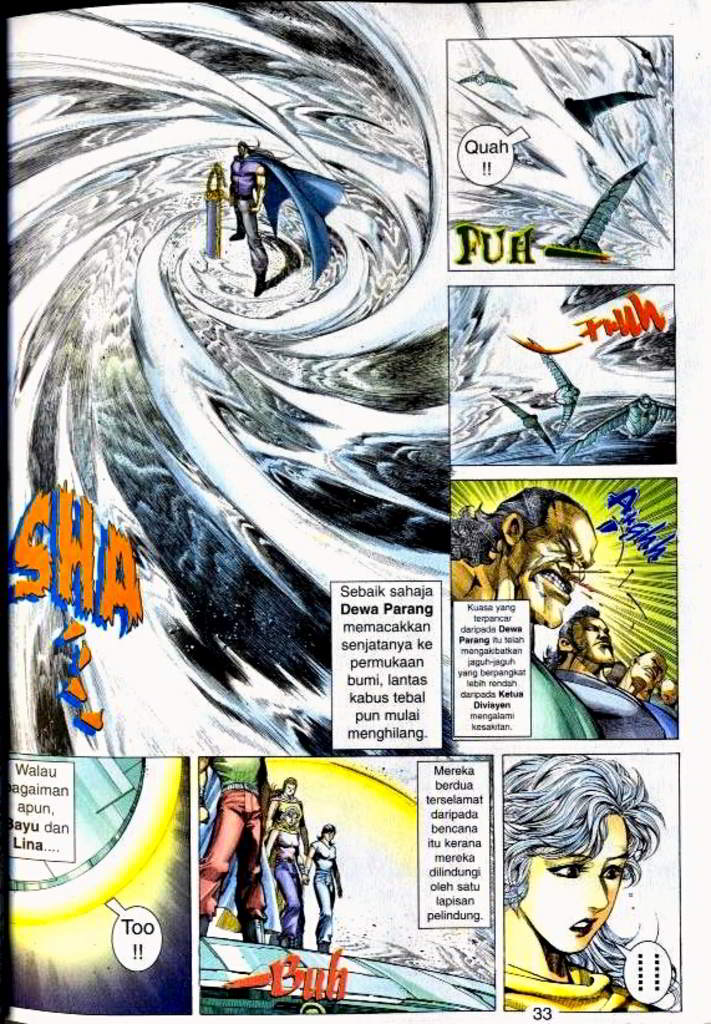 SHA
Sebaik sahaja
Dewa Parang
memacakkan
senjatanya ke
permukaan
bumi, lantas
kabus tebal
pun mulai
menghilang.
Quah
!!
FUH
Kuasa yang
terpancar
daripada Dewa
Parang itu telah
mengakibatkan
jaguh-jaguh
yang berpangkat
lebih rendah
daripada Ketua
Divisyen
mengalami
kesakitan.
Walau
bagaiman
apun,
Bayu dan
Lina....
Too
!!
Mereka
berdua
terselamat
daripada
bencana
itu kerana
mereka
dilindungi
oleh satu
lapisan
pelindung.
Buh
33